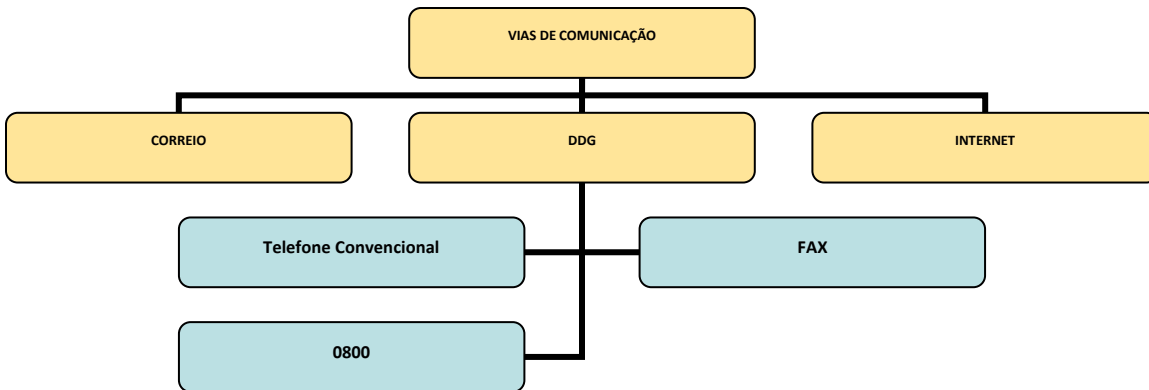 VIAS DE COMUNICAÇÃO
CORREIO
DDG
INTERNET
Telefone Convencional
FAX
0800